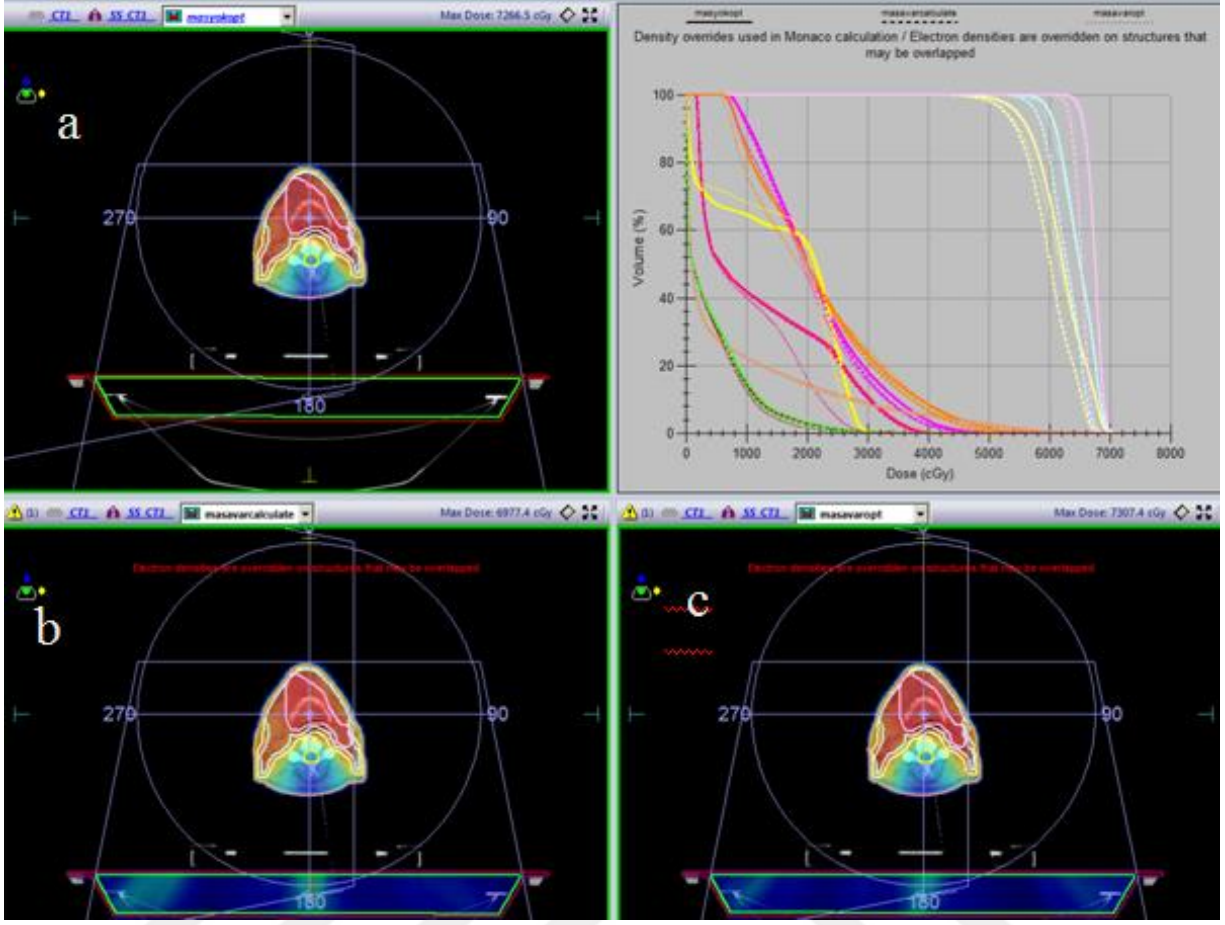 CT1 SS CT1 masyokopt Max Dose: 7266.5 cGy
a
270 90
180
masyokopt masavarcalculate masavaropt
Density overrides used in Monaco calculation / Electron densities are overridden on structures that
may be overlapped
Volume (%)
100
80
60
40
20
0
0 1000 2000 3000 4000 5000 6000 7000 8000
Dose (cGy)
(1) CT1 SS CT1 masavarcalculate Max Dose: 6977.4 cGy
Electron densities are overridden on structures that may be overlapped
b
270 90
180
(1) CT1 SS CT1 masavaropt Max Dose: 7307.4 cGy
Electron densities are overridden on structures that may be overlapped
c
270 90
180